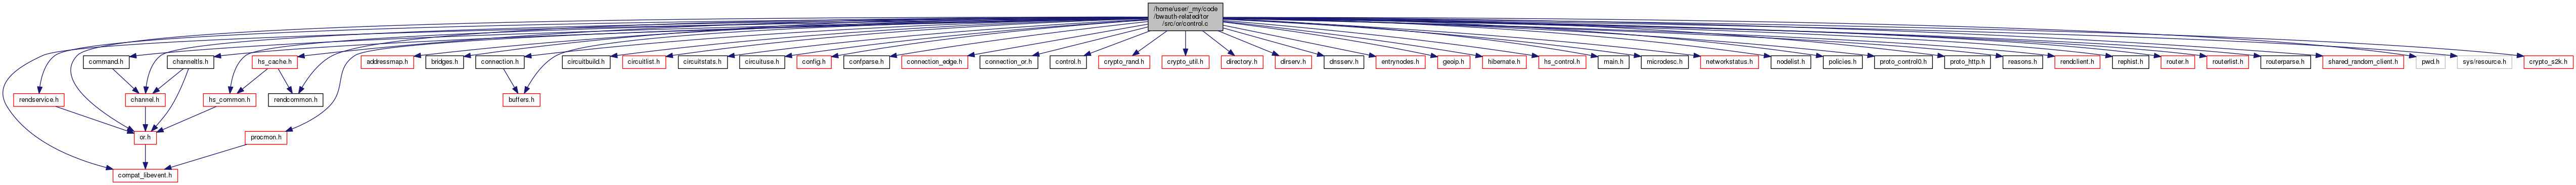 /home/user/_my/code
/bwauth-relateditor
/src/or/control.c
command.h
channeltls.h
hs_cache.h
addressmap.h
bridges.h
connection.h
circuitbuild.h
circuitlist.h
circuitstats.h
circuituse.h
config.h
confparse.h
connection_edge.h
connection_or.h
control.h
crypto_rand.h
crypto_util.h
directory.h
dirserv.h
dnsserv.h
entrynodes.h
geoip.h
hibernate.h
hs_control.h
main.h
microdesc.h
networkstatus.h
nodelist.h
policies.h
proto_control0.h
proto_http.h
reasons.h
rendclient.h
rephist.h
router.h
routerlist.h
routerparse.h
shared_random_client.h
pwd.h
sys/resource.h
crypto_s2k.h
rendservice.h
channel.h
hs_common.h
rendcommon.h
buffers.h
or.h
procmon.h
compat_libevent.h